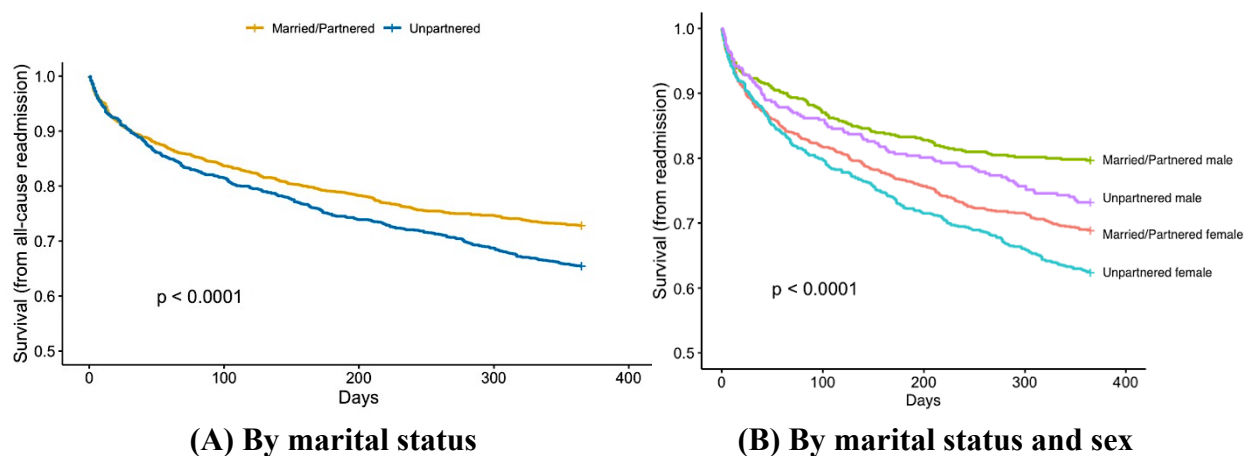 Married/Partnered Unpartnered
Survival (from all-cause readmission)
1.0
0.9
0.8
0.7
0.6
0.5
p < 0.0001
0 100 200 300 400
Days
(A) By marital status
Survival (from readmission)
1.0
0.9
0.8
0.7
0.6
0.5
Married/Partnered male
Unpartnered male
Married/Partnered female
Unpartnered female
p < 0.0001
0 100 200 300 400
Days
(B) By marital status and sex